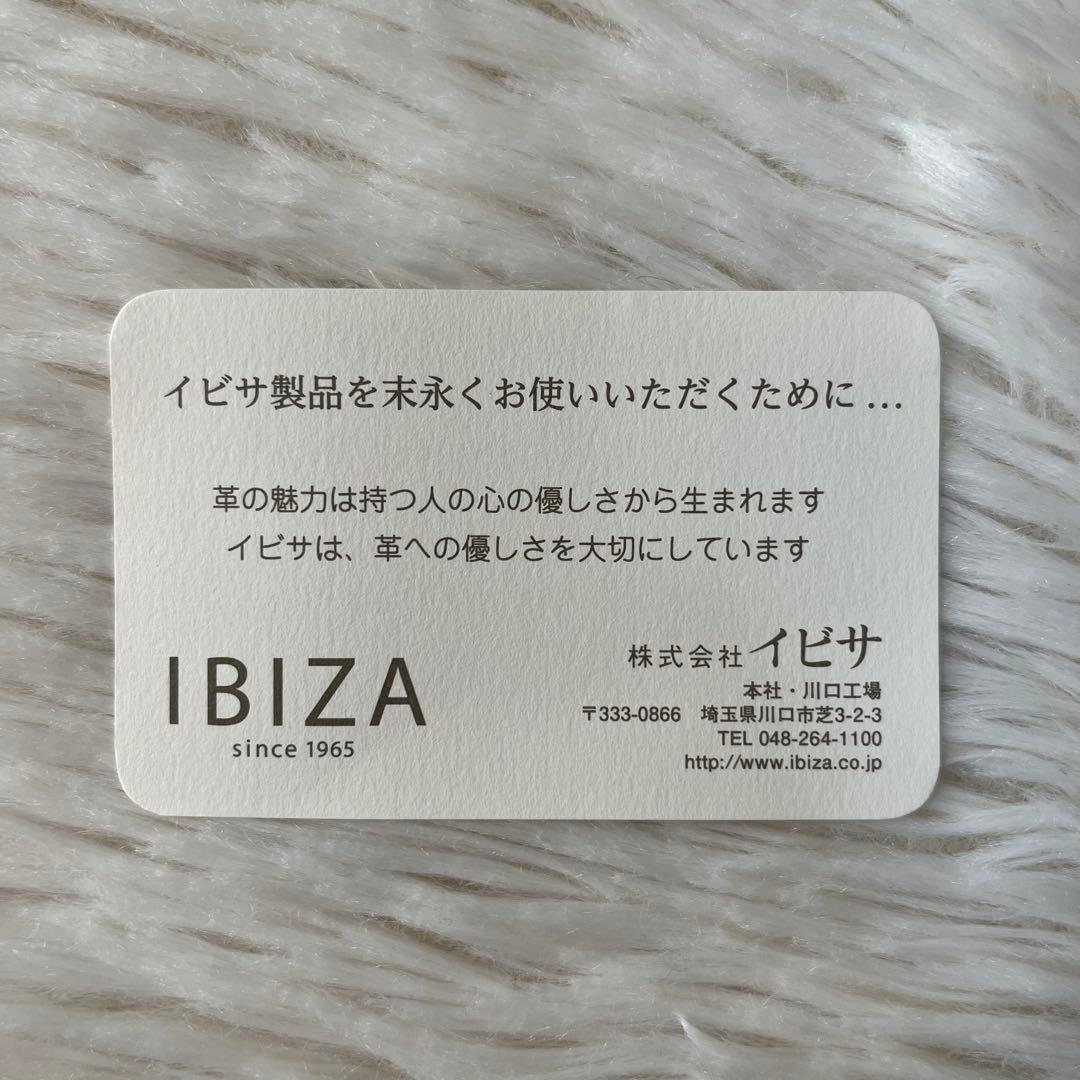 イビサ製品を末永くお使いいただくために…
革の魅力は持つ人の心の優しさから生まれます
イビサは、革への優しさを大切にしています
IBIZA
since 1965
株式会社イビサ
本社・川口工場
〒333-0866 埼玉県川口市芝3-2-3
TEL 048-264-1100
http://www.ibiza.co.jp